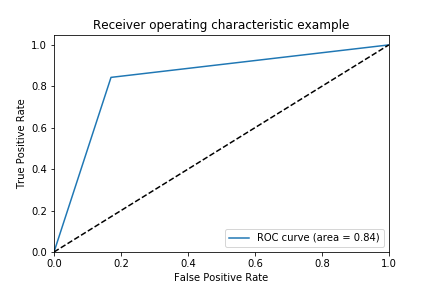 Receiver operating characteristic example
1.0
0.8
0.6
0.4
0.2
0.0
True Positive Rate
ROC curve (area = 0.84)
0.0 0.2 0.4 0.6 0.8 1.0
False Positive Rate